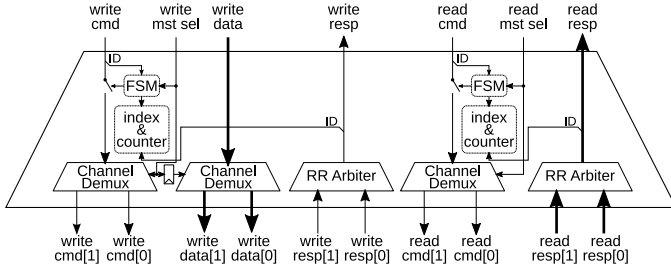 write cmd
write mst sel
write data
write resp
read cmd
read mst sel
read resp
ID
ID
FSM
FSM
index & counter
index & counter
ID
ID
Channel Demux
Channel Demux
RR Arbiter
Channel Demux
RR Arbiter
write cmd[1]
write cmd[0]
write data[1]
write data[0]
write resp[1]
write resp[0]
read cmd[1]
read cmd[0]
read resp[1]
read resp[0]